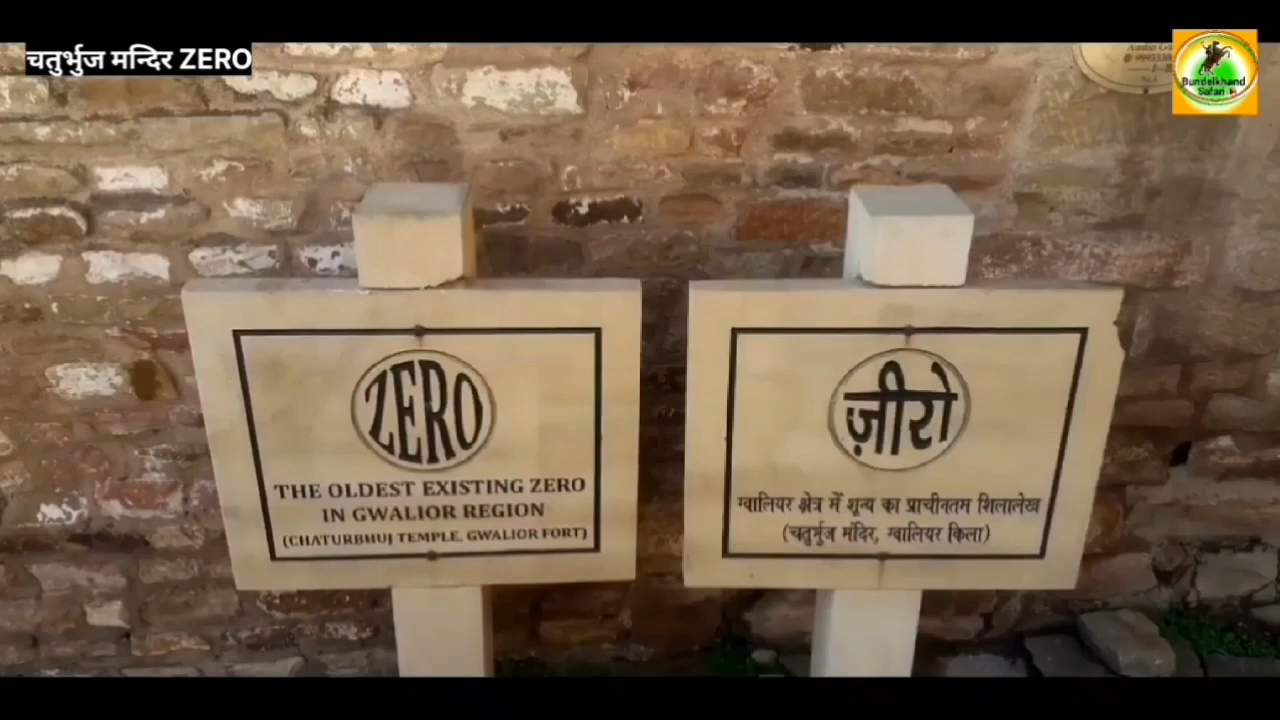 चतुर्भुज मन्दिर ZERO
Bundelkhand
Safari
ZERO
THE OLDEST EXISTING ZERO
IN GWALIOR REGION
(CHATURBHUJ TEMPLE, GWALIOR FORT)
ज़ीरो
ग्वालियर क्षेत्र में शून्य का प्राचीनतम शिलालेख
(चतुर्भुज मंदिर, ग्वालियर किला)